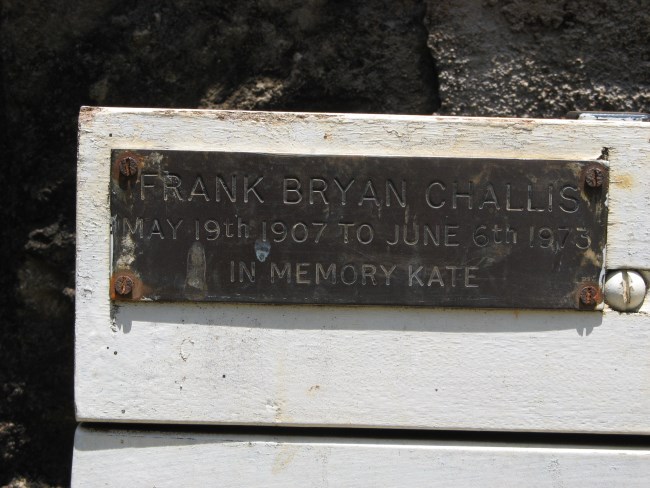 FRANK BRYAN CHALLIS
MAY 19th 1907 TO JUNE 6th 1973
IN MEMORY KATE